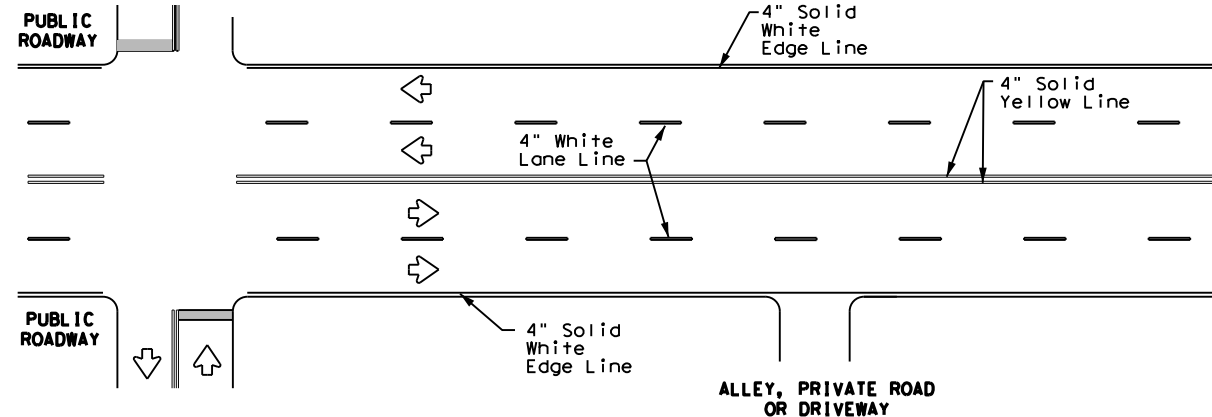 PUBLIC
ROADWAY
4" Solid
White
Edge Line
4" Solid
Yellow Line
4" White
Lane Line
PUBLIC
ROADWAY
4" Solid
White
Edge Line
ALLEY, PRIVATE ROAD
OR DRIVEWAY